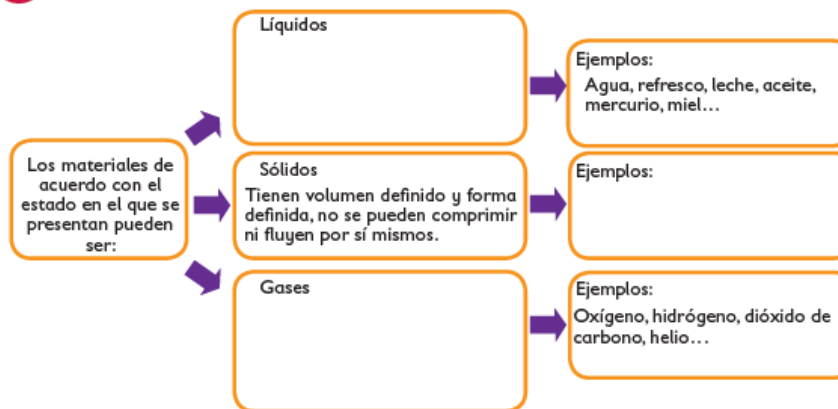 Líquidos
Ejemplos:
Agua, refresco, leche, aceite,
mercurio, miel...
Los materiales de
acuerdo con el
estado en el que se
presentan pueden
ser:
Sólidos
Tienen volumen definido y forma
definida, no se pueden comprimir
ni fluyen por sí mismos.
Ejemplos:
Gases
Ejemplos:
Oxígeno, hidrógeno, dióxido de
carbono, helio...